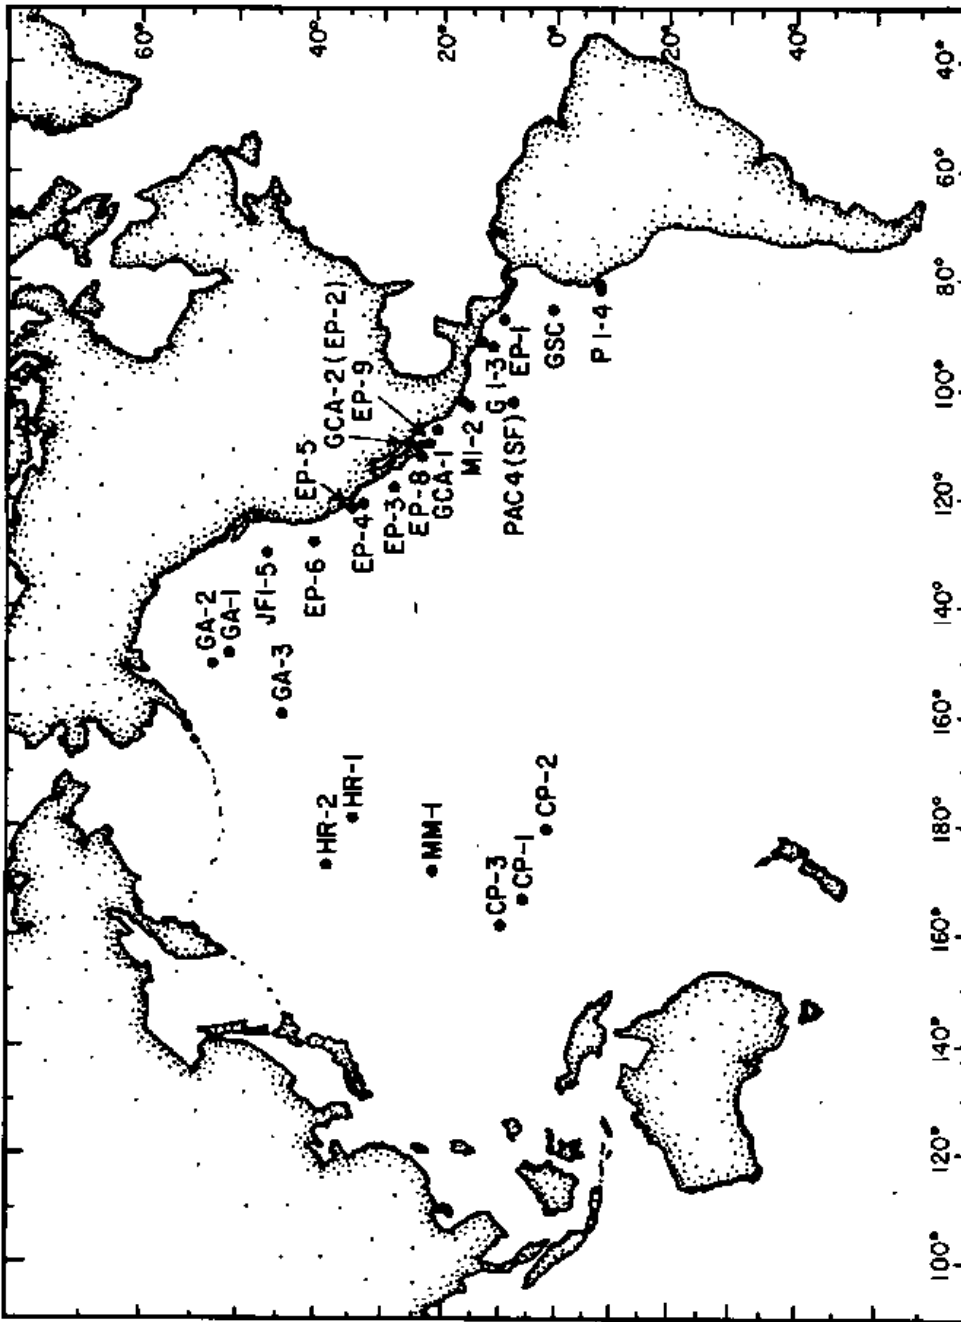 GCA-2(EP-2)
EP-9
EP-5
EP-4
EP-3
EP-8
GCA-1
MI-2
PAC4(SF)
G I-3
EP-1
GSC
P I-4
GA-2
GA-1
JFI-5
EP-6
GA-3
HR-2
HR-1
MM-1
CP-3
CP-1
CP-2
60°
40°
20°
0°
20°
40°
100°
120°
140°
160°
180°
160°
140°
120°
100°
80°
60°
40°